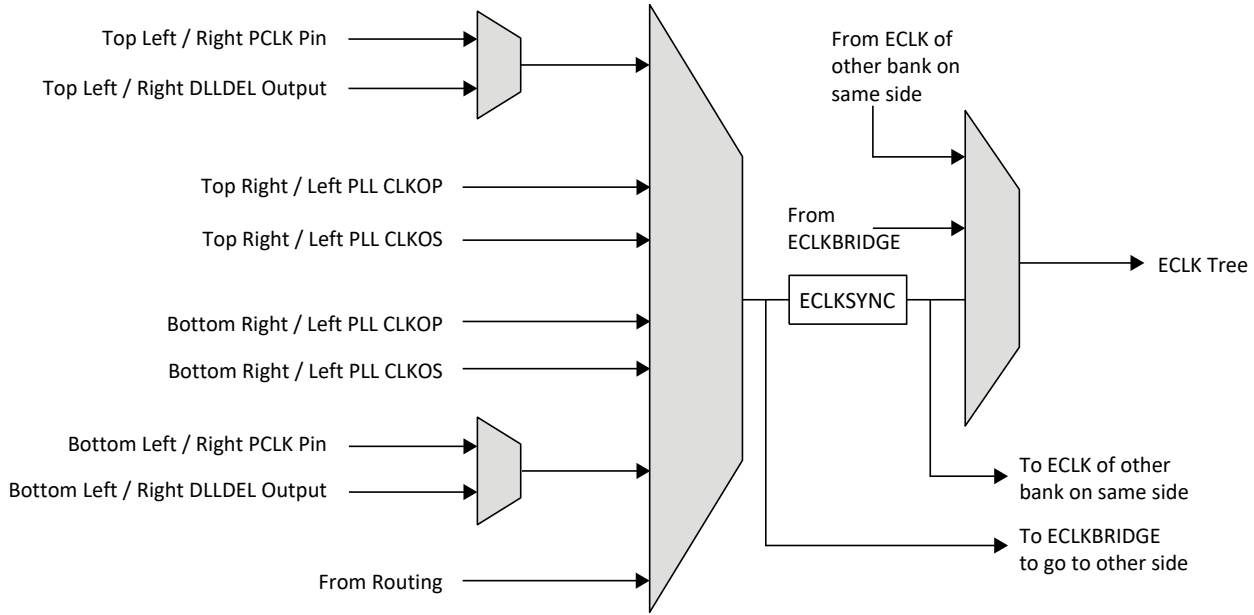 Top Left / Right PCLK Pin
Top Left / Right DLLDEL Output
Top Right / Left PLL CLKOP
Top Right / Left PLL CLKOS
Bottom Right / Left PLL CLKOP
Bottom Right / Left PLL CLKOS
Bottom Left / Right PCLK Pin
Bottom Left / Right DLLDEL Output
From Routing
From ECLK of
other bank on
same side
From
ECLKBRIDGE
ECLKSYNC
ECLK Tree
To ECLK of other
bank on same side
To ECLKBRIDGE
to go to other side